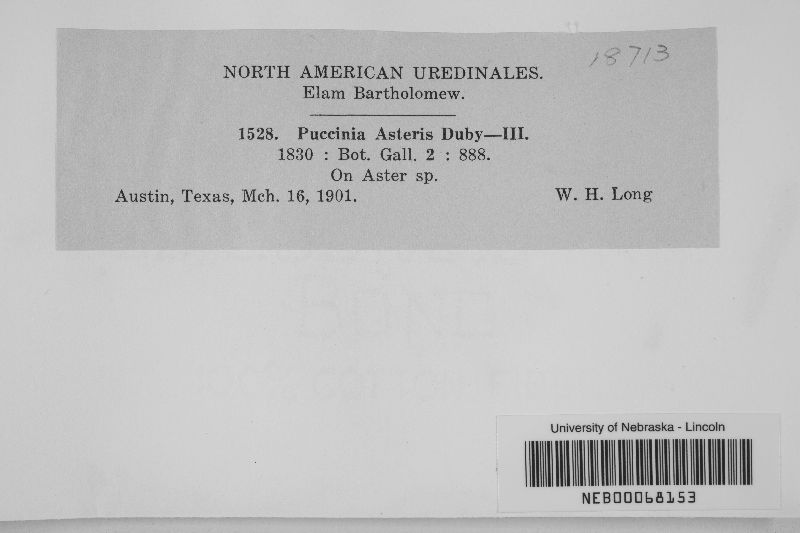 18713
NORTH AMERICAN UREDINALES.
Elam Bartholomew.
1528. Puccinia Asteris Duby—III.
1830 : Bot. Gall. 2 : 888.
On Aster sp.
Austin, Texas, Mch. 16, 1901. W. H. Long
University of Nebraska - Lincoln
NEB00068153